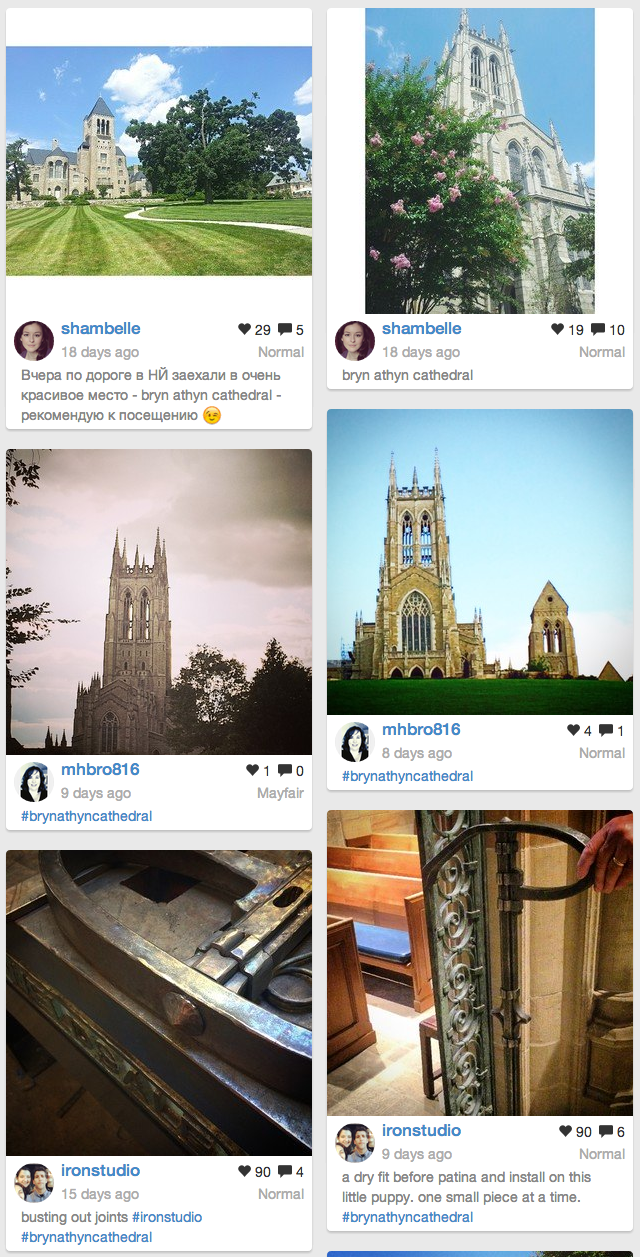 shambelle 29 5
18 days ago Normal
Вчера по дороге в НЙ заехали в очень
красивое место - bryn athyn cathedral -
рекомендую к посещению 😉
mhbro816 1 0
9 days ago Mayfair
#brynathyncathedral
ironstudio 90 4
15 days ago Normal
busting out joints #ironstudio
#brynathyncathedral
shambelle 19 10
18 days ago Normal
bryn athyn cathedral
mhbro816 4 1
8 days ago Normal
#brynathyncathedral
ironstudio 90 6
9 days ago Normal
a dry fit before patina and install on this
little puppy. one small piece at a time.
#brynathyncathedral